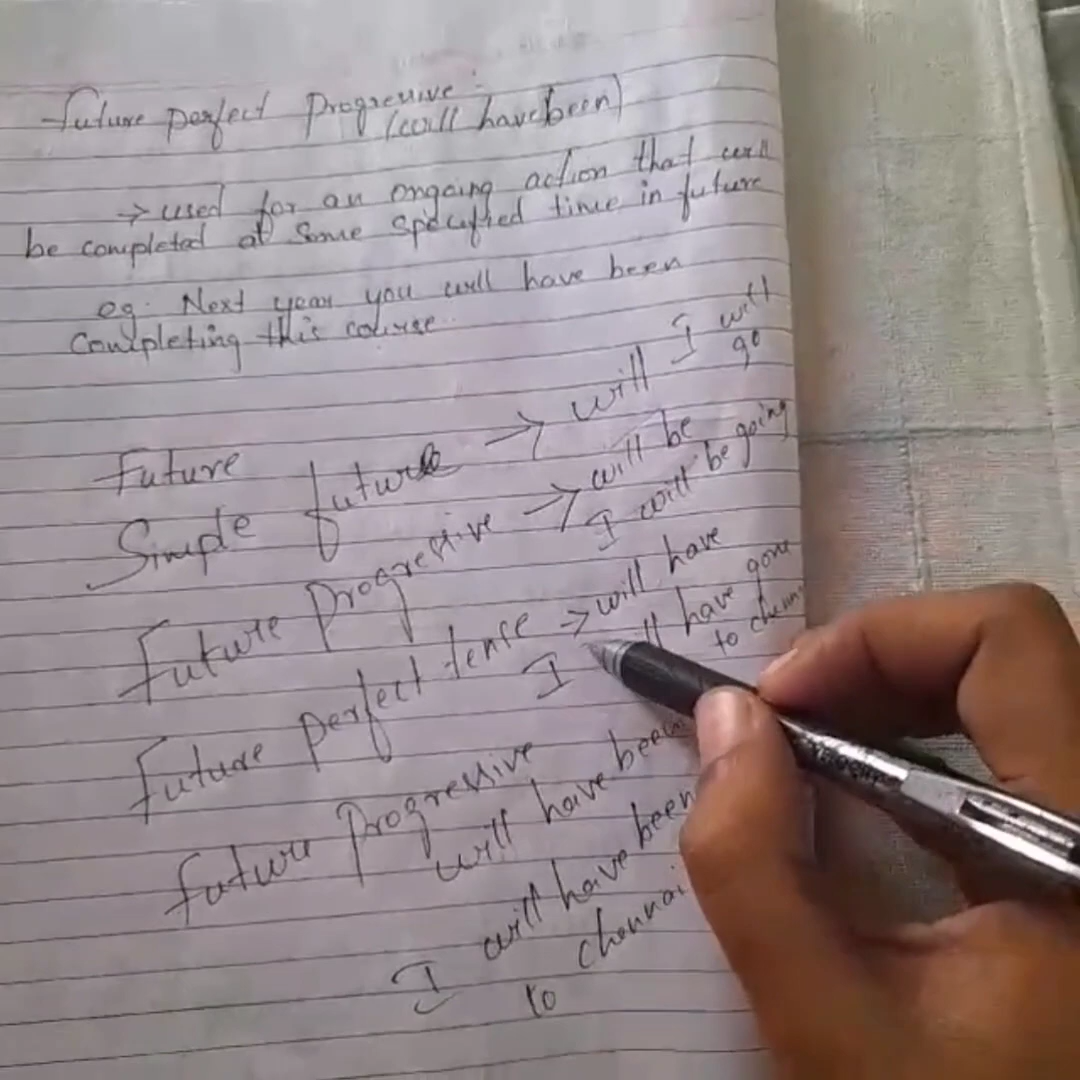 Future perfect Progressive :
(will have been)
→ used for an ongoing action that will
be completed at some specified time in future
eg: Next year you will have been
Completing this course.
Future
Simple future → will I will go
Future Progressive → will be
I will be going
Future perfect tense → will have
I have gone
to
Future Progressive
will have been
I will have been
to chennai